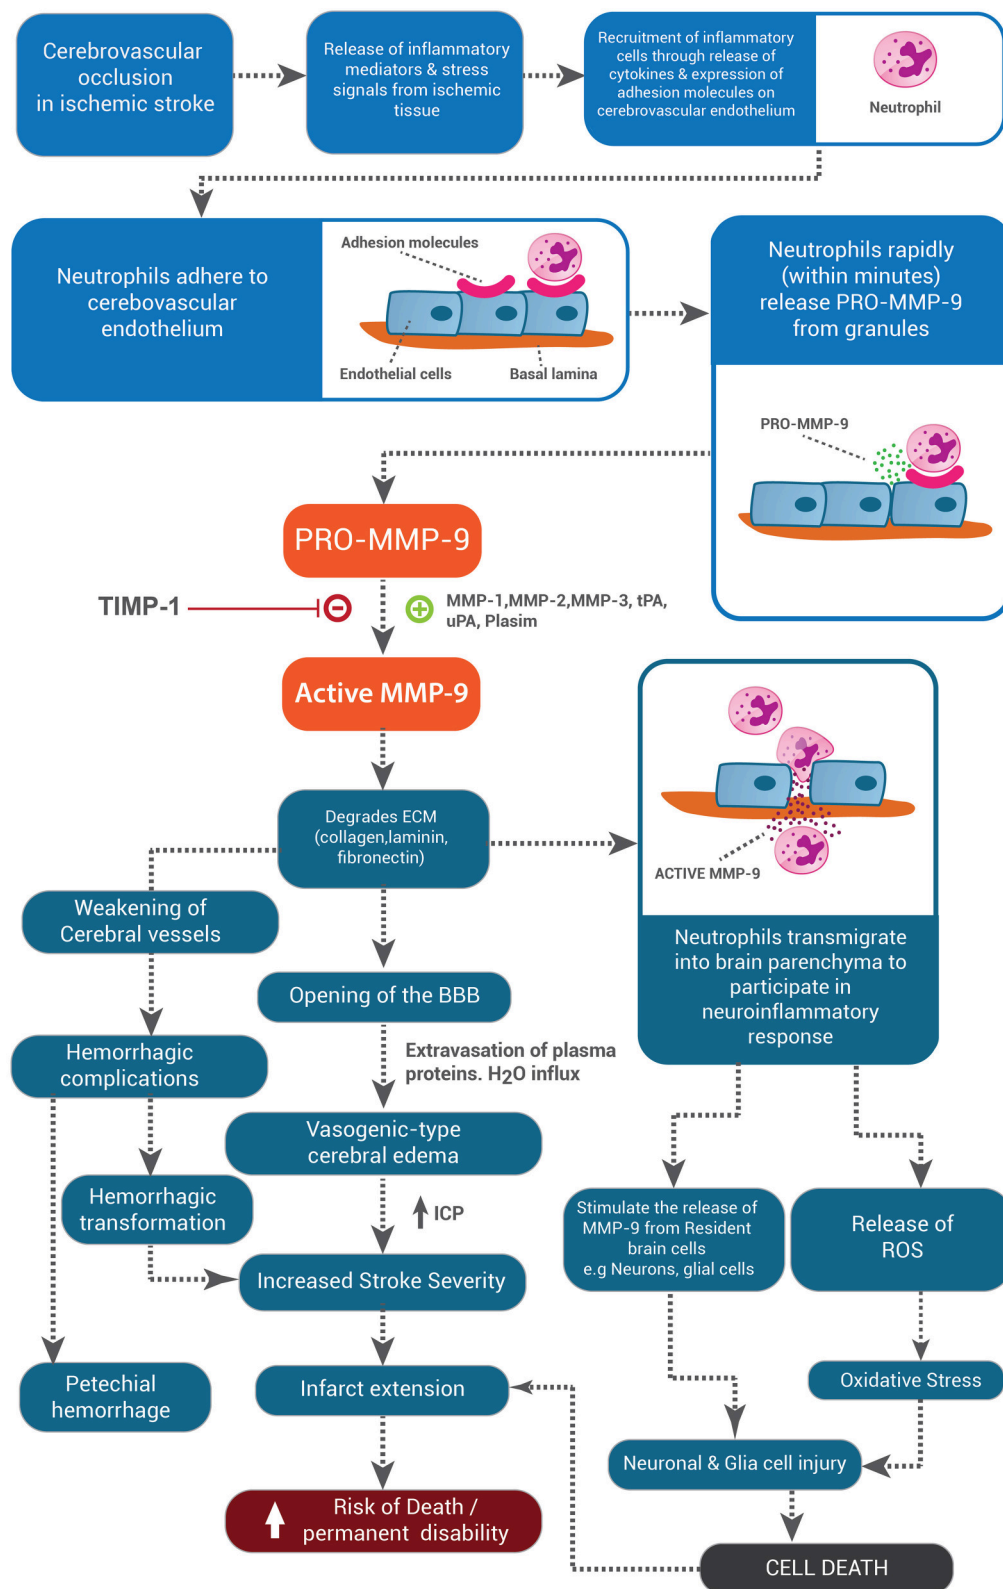 Cerebrovascular
occlusion
in ischemic stroke
Release of inflammatory
mediators & stress
signals from ischemic
tissue
Recruitment of inflammatory
cells through release of
cytokines & expression of
adhesion molecules on
cerebrovascular endothelium
Neutrophil
Neutrophils adhere to
cerebovascular
endothelium
Adhesion molecules
Endothelial cells
Basal lamina
Neutrophils rapidly
(within minutes)
release PRO-MMP-9
from granules
PRO-MMP-9
PRO-MMP-9
TIMP-1
MMP-1,MMP-2,MMP-3, tPA,
uPA, Plasim
Active MMP-9
Degrades ECM
(collagen,laminin,
fibronectin)
ACTIVE MMP-9
Neutrophils transmigrate
into brain parenchyma to
participate in
neuroinflammatory
response
Weakening of
Cerebral vessels
Opening of the BBB
Extravasation of plasma
proteins. H₂O influx
Hemorrhagic
complications
Vasogenic-type
cerebral edema
ICP
Hemorrhagic
transformation
Stimulate the release of
MMP-9 from Resident
brain cells
e.g Neurons, glial cells
Release of
ROS
Increased Stroke Severity
Petechial
hemorrhage
Infarct extension
Oxidative Stress
Neuronal & Glia cell injury
Risk of Death /
permanent disability
CELL DEATH